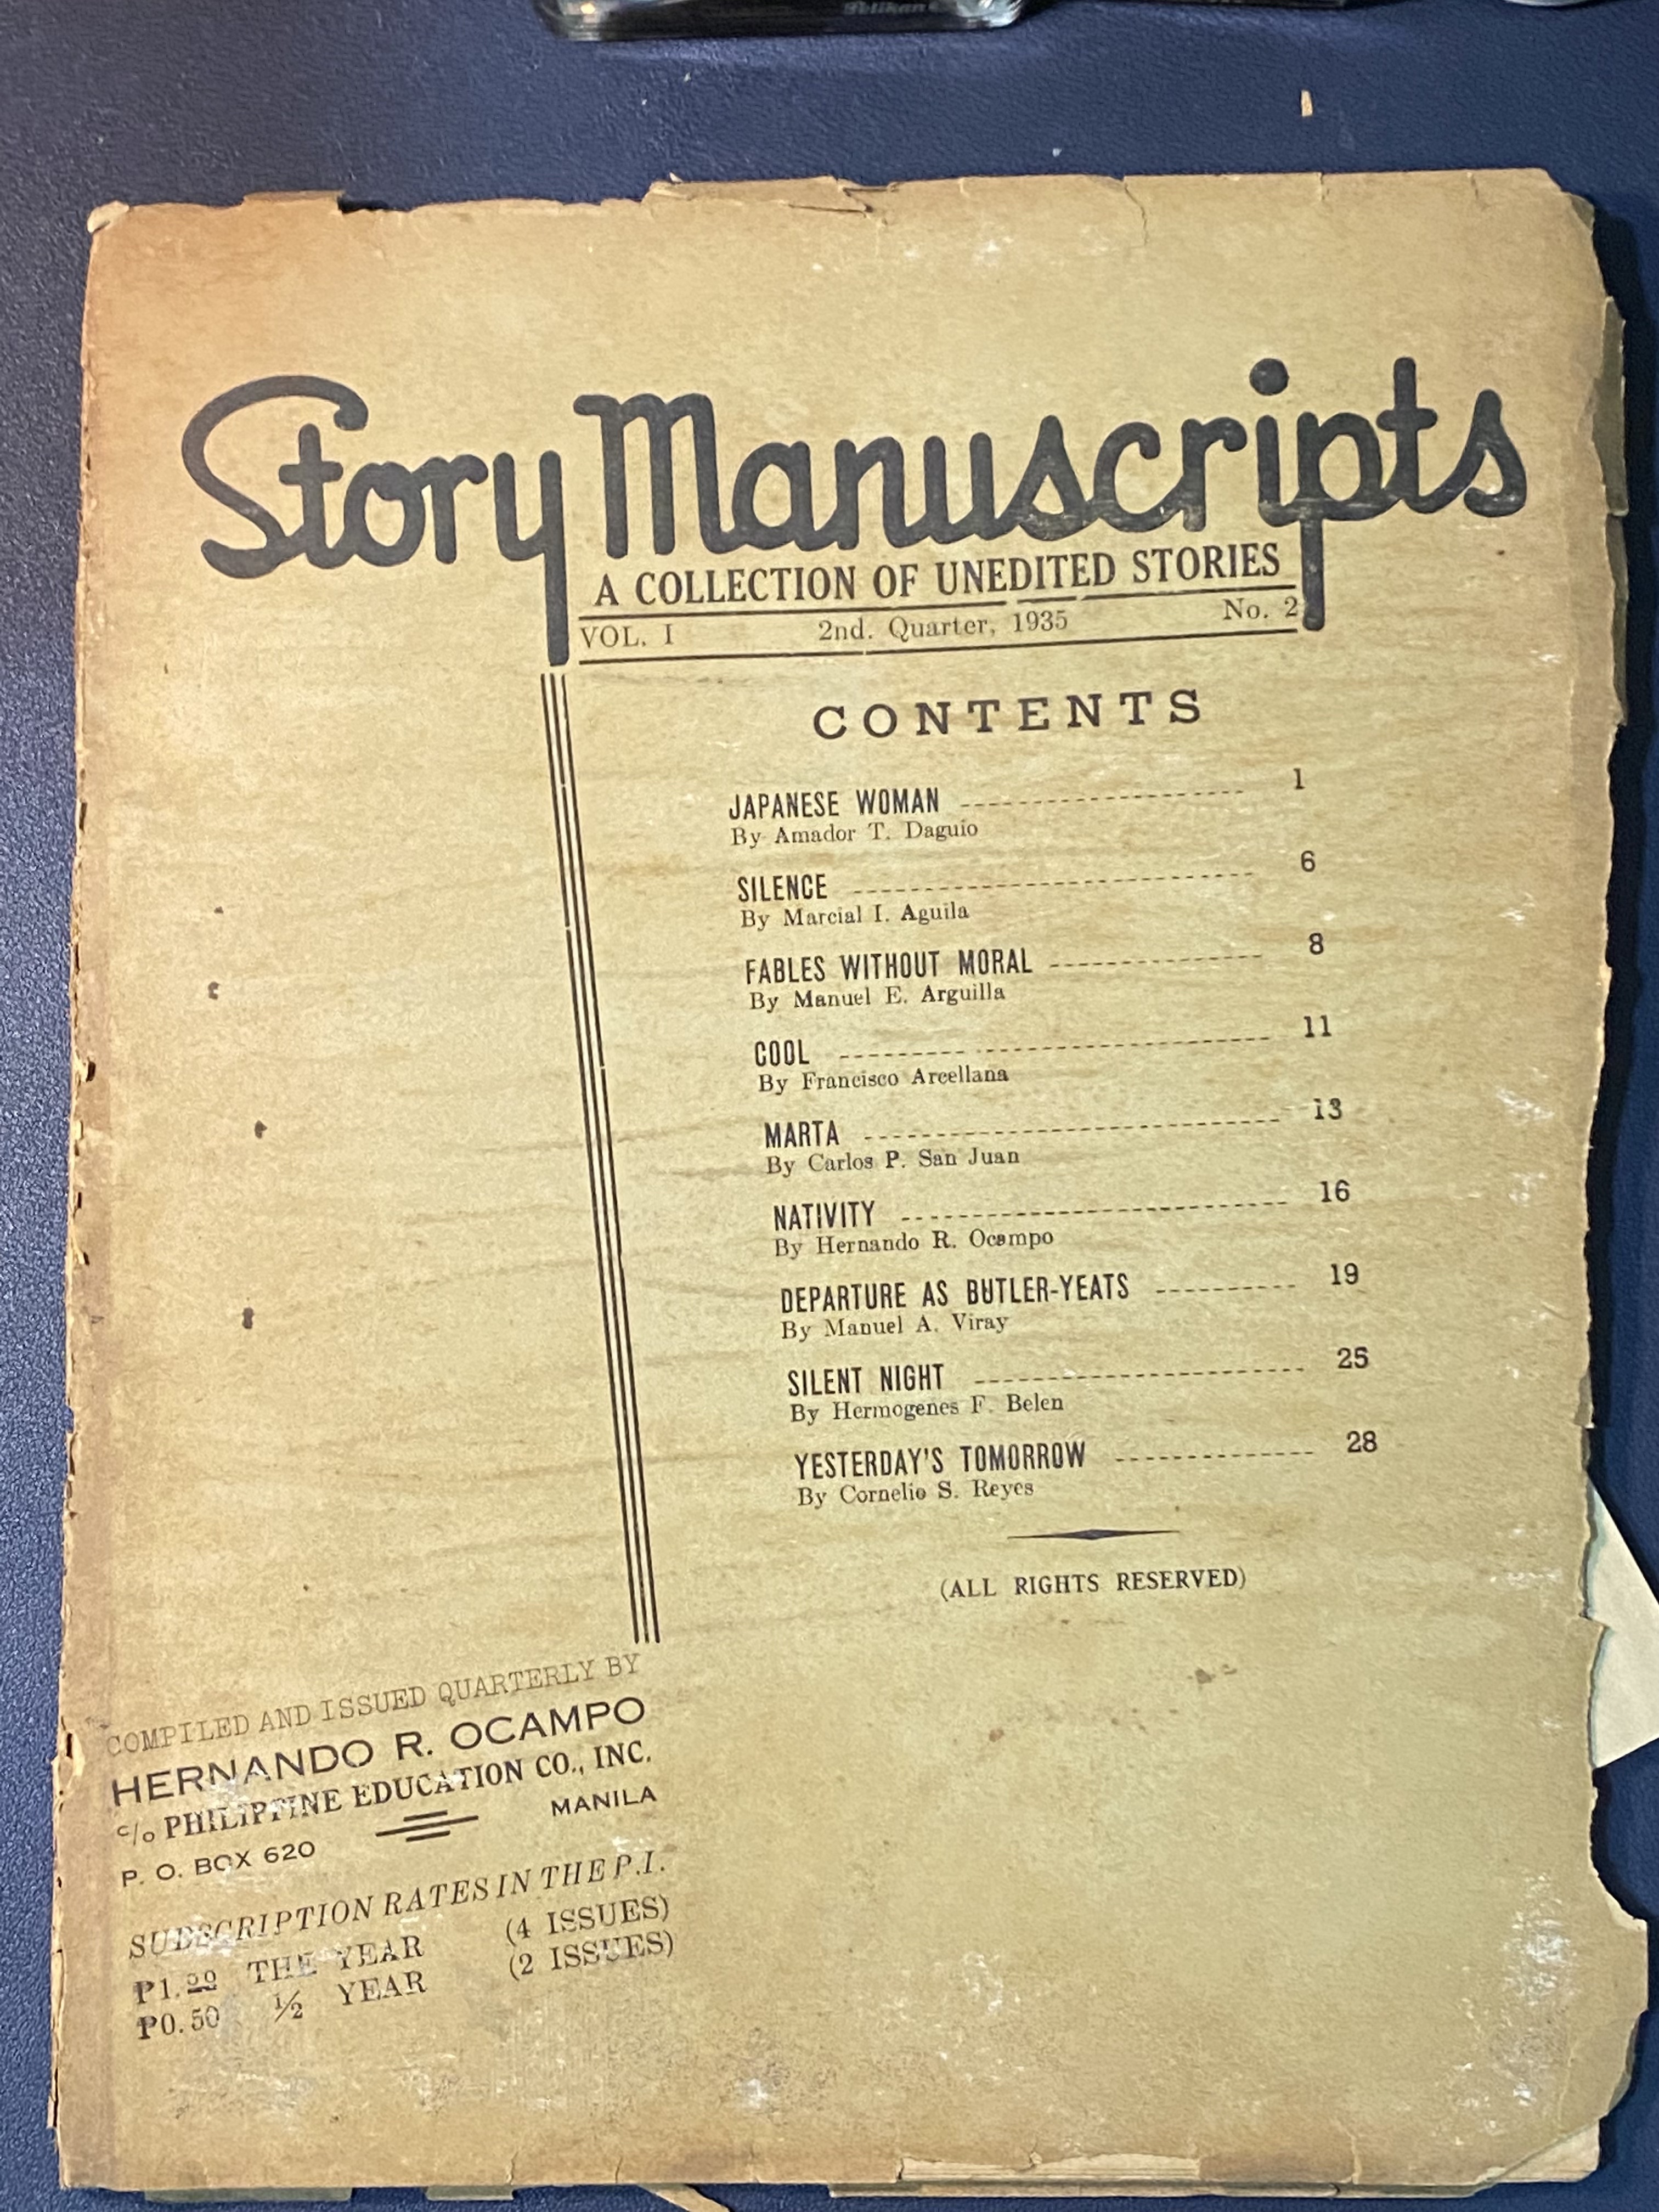 Pelikan
Story Manuscripts
A COLLECTION OF UNEDITED STORIES
VOL. I 2nd. Quarter, 1935 No. 2
CONTENTS
JAPANESE WOMAN ---------------------- 1
By Amador T. Daguio
SILENCE ------------------------------ 6
By Marcial I. Aguila
FABLES WITHOUT MORAL ---------------- 8
By Manuel E. Arguilla
COOL ------------------------------- 11
By Francisco Arcellana
MARTA ------------------------------ 13
By Carlos P. San Juan
NATIVITY ---------------------------- 16
By Hernando R. Ocampo
DEPARTURE AS BUTLER-YEATS ---------- 19
By Manuel A. Viray
SILENT NIGHT ------------------------ 25
By Hermogenes F. Belen
YESTERDAY'S TOMORROW -------------- 28
By Cornelio S. Reyes
(ALL RIGHTS RESERVED)
COMPILED AND ISSUED QUARTERLY BY
HERNANDO R. OCAMPO
c/o PHILIPPINE EDUCATION CO., INC.
P. O. BOX 620 MANILA
SUBSCRIPTION RATES IN THE P.I.
₱1.00 THE YEAR (4 ISSUES)
₱0.50 ½ YEAR (2 ISSUES)